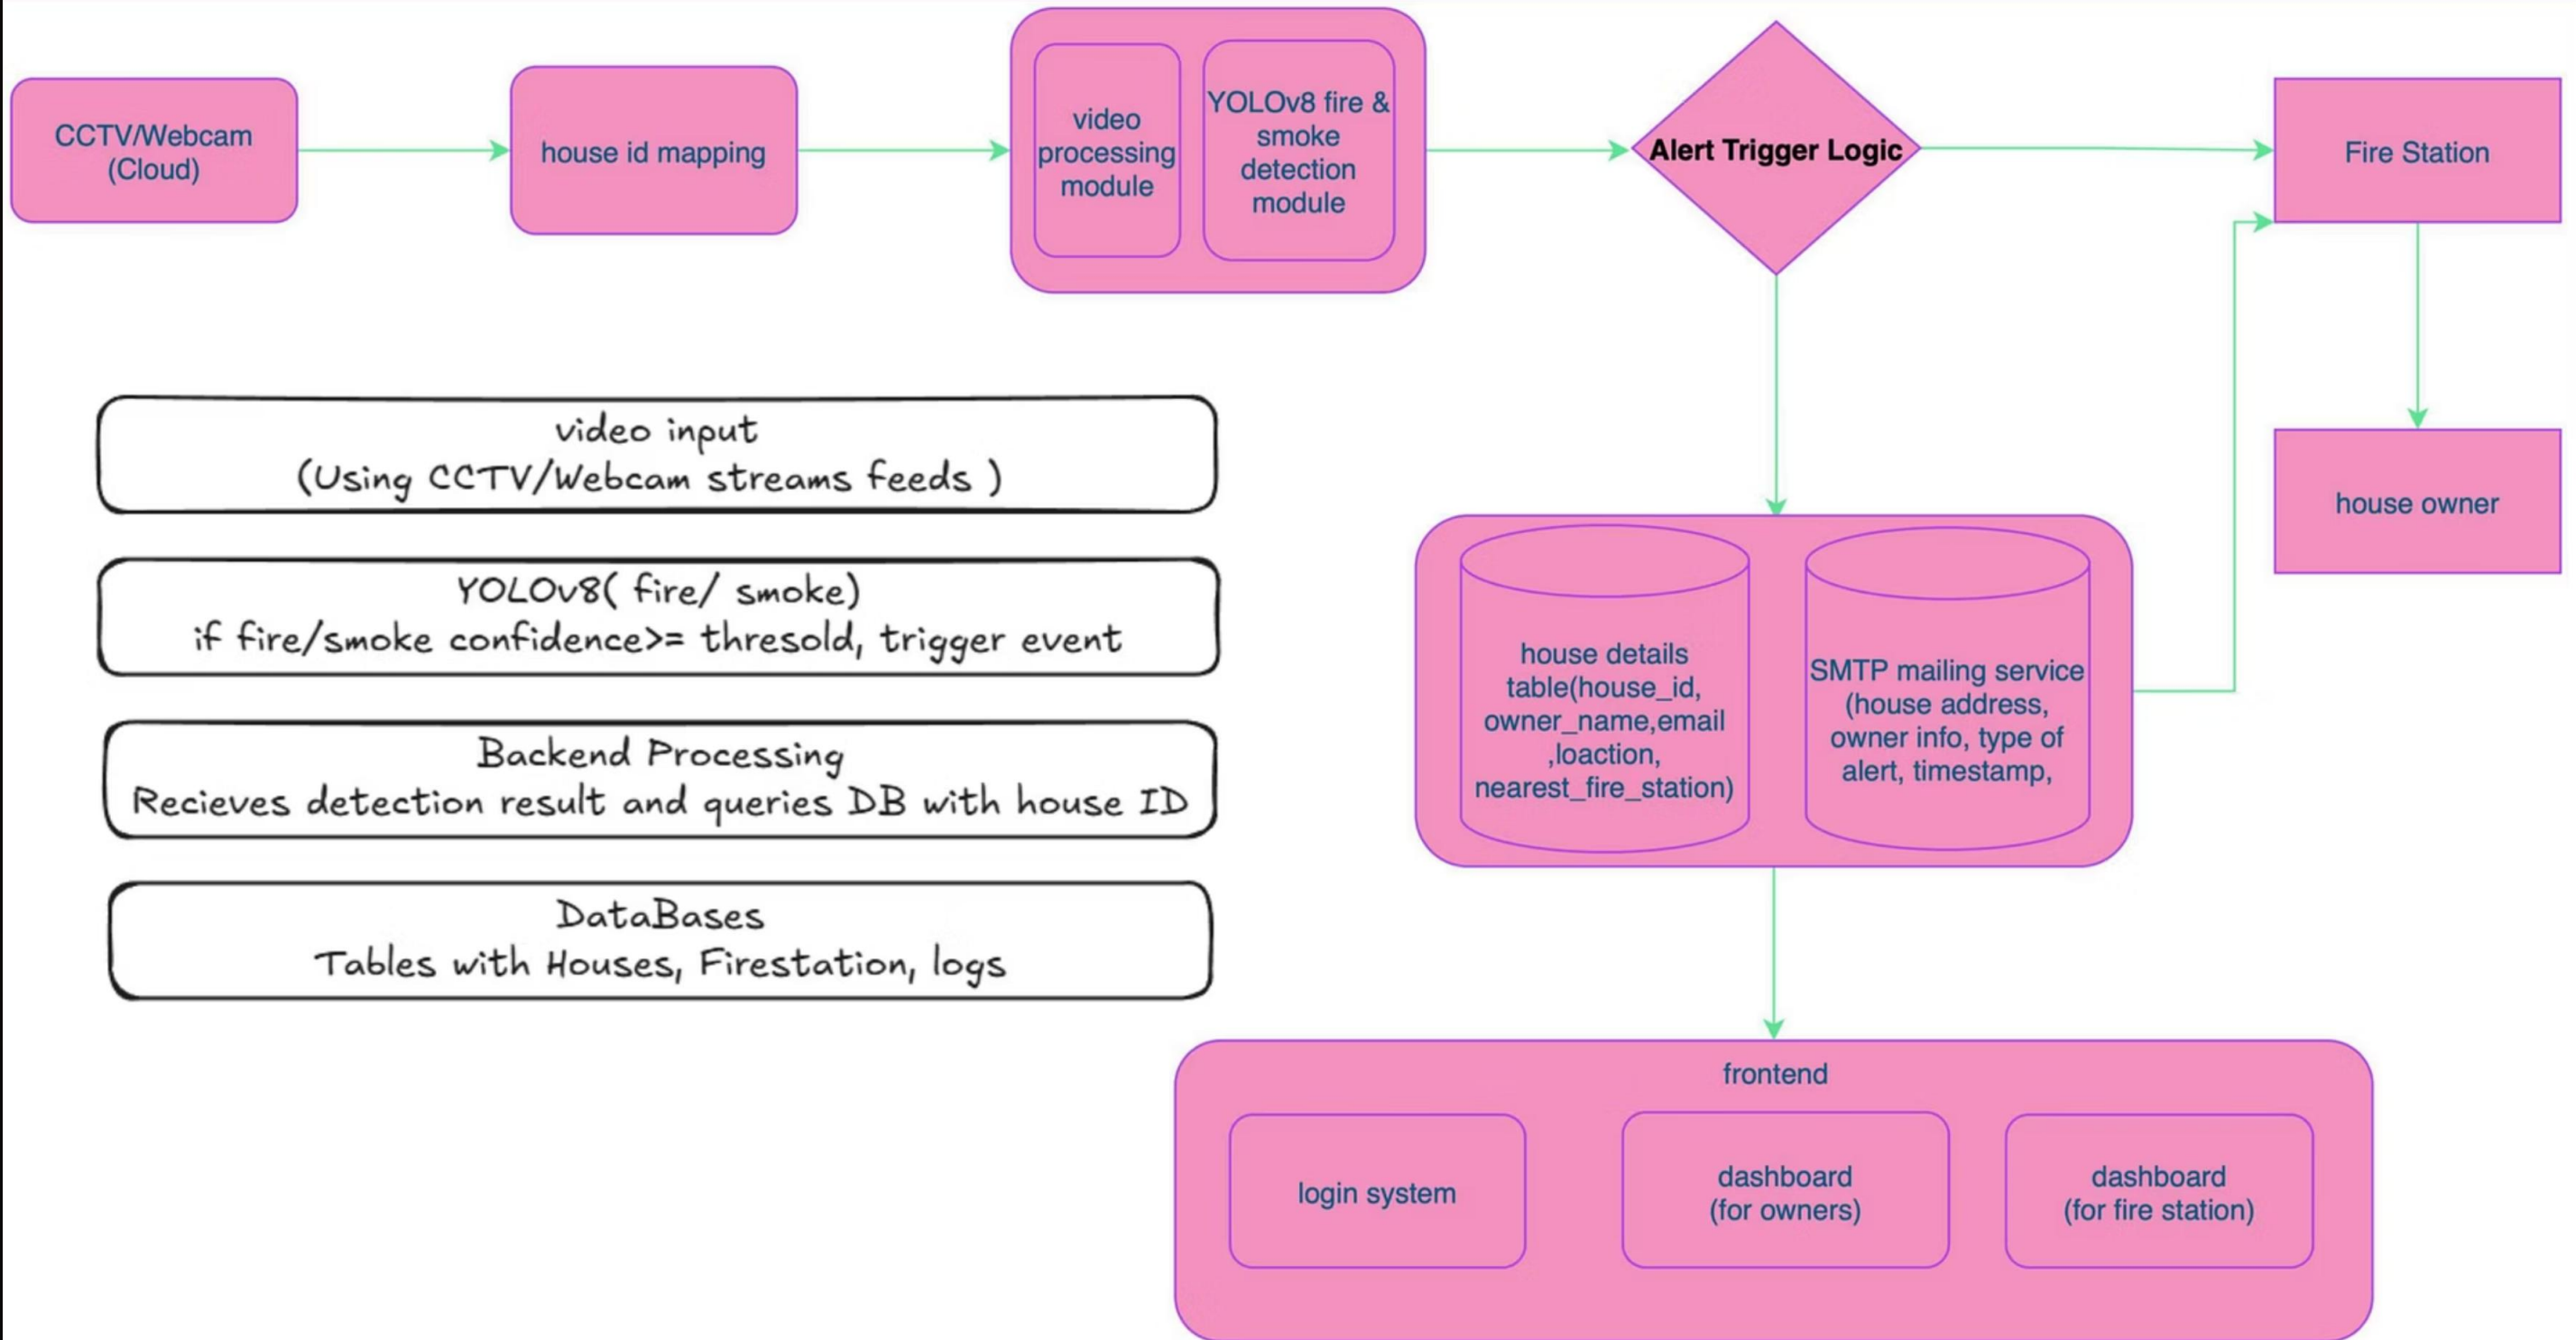 CCTV/Webcam
(Cloud)
house id mapping
video
processing
module
YOLOv8 fire &
smoke
detection
module
Alert Trigger Logic
Fire Station
house owner
video input
(Using CCTV/Webcam streams feeds )
YOLOv8( fire/ smoke)
if fire/smoke confidence>= thresold, trigger event
Backend Processing
Recieves detection result and queries DB with house ID
DataBases
Tables with Houses, Firestation, logs
house details
table(house_id,
owner_name,email
,loaction,
nearest_fire_station)
SMTP mailing service
(house address,
owner info, type of
alert, timestamp,
frontend
login system
dashboard
(for owners)
dashboard
(for fire station)